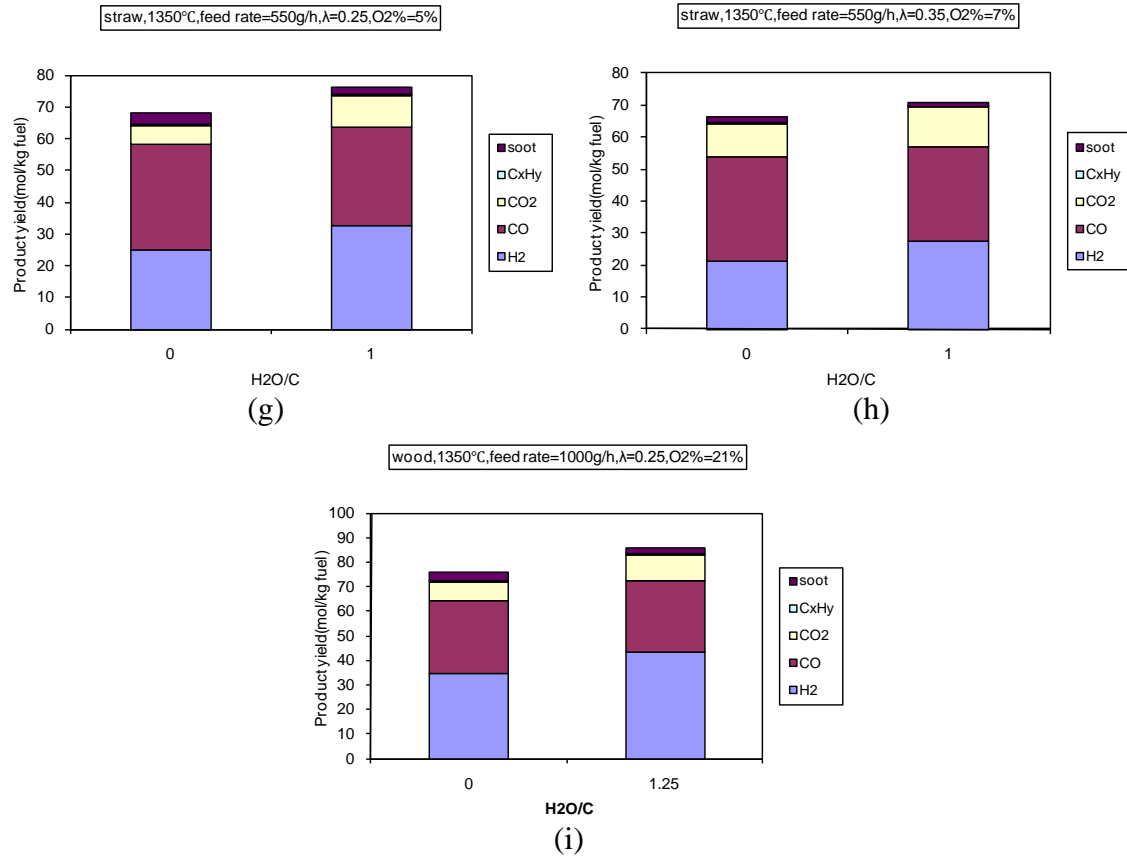 straw,1350℃,feed rate=550g/h,λ=0.25,O2%=5%
80
70
60
50
40
30
20
10
0
Product yield(mol/kg fuel)
0
1
H2O/C
soot
CxHy
CO2
CO
H2
(g)
straw,1350℃,feed rate=550g/h,λ=0.35,O2%=7%
80
70
60
50
40
30
20
10
0
Product yield(mol/kg fuel)
0
1
H2O/C
soot
CxHy
CO2
CO
H2
(h)
wood,1350℃,feed rate=1000g/h,λ=0.25,O2%=21%
100
90
80
70
60
50
40
30
20
10
0
Product yield(mol/kg fuel)
0
1.25
H2O/C
soot
CxHy
CO2
CO
H2
(i)